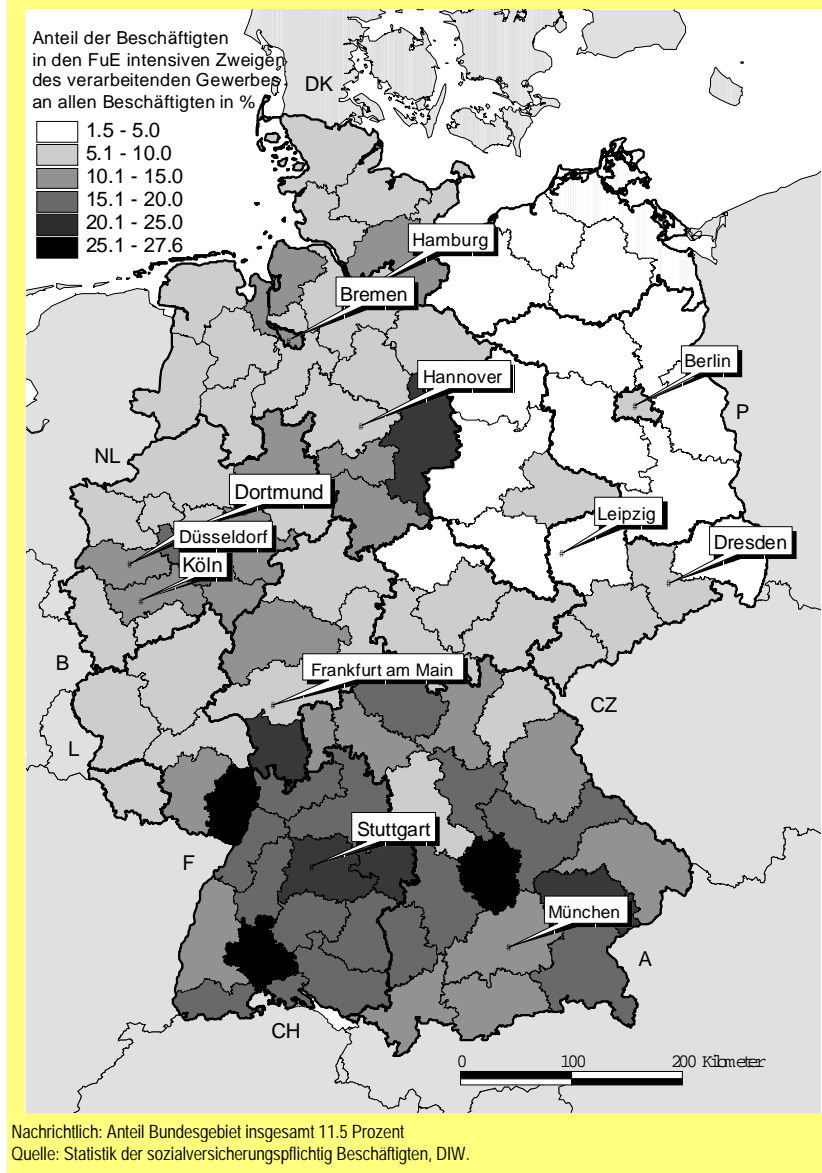 Anteil der Beschäftigten
in den FuE intensiven Zweigen
des verarbeitenden Gewerbes
an allen Beschäftigten in %
1.5 - 5.0
5.1 - 10.0
10.1 - 15.0
15.1 - 20.0
20.1 - 25.0
25.1 - 27.6
DK
Hamburg
Bremen
Berlin
Hannover
P
NL
Dortmund
Leipzig
Düsseldorf
Dresden
Köln
B
Frankfurt am Main
CZ
L
Stuttgart
F
München
A
CH
0 100 200 Kilometer
Nachrichtlich: Anteil Bundesgebiet insgesamt 11.5 Prozent
Quelle: Statistik der sozialversicherungspflichtig Beschäftigten, DIW.